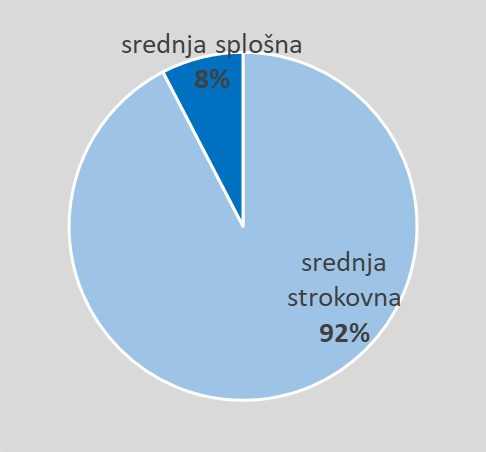 srednja splošna
8%
srednja
strokovna
92%